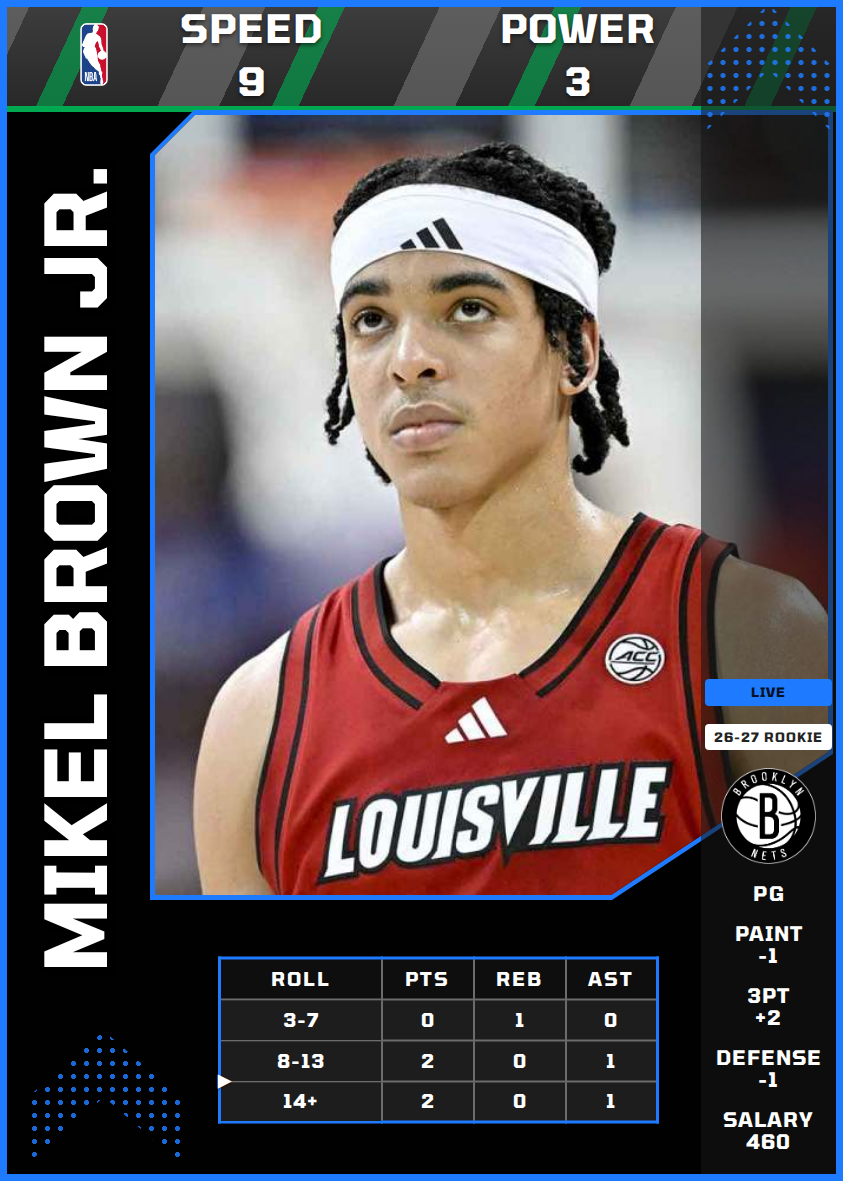 SPEED
9
POWER
3
NBA
MIKEL BROWN JR.
ACC
LOUISVILLE
LIVE
26-27 ROOKIE
BROOKLYN
B
NETS
PG
PAINT
-1
3PT
+2
DEFENSE
-1
SALARY
460
ROLL PTS REB AST
3-7 0 1 0
8-13 2 0 1
14+ 2 0 1